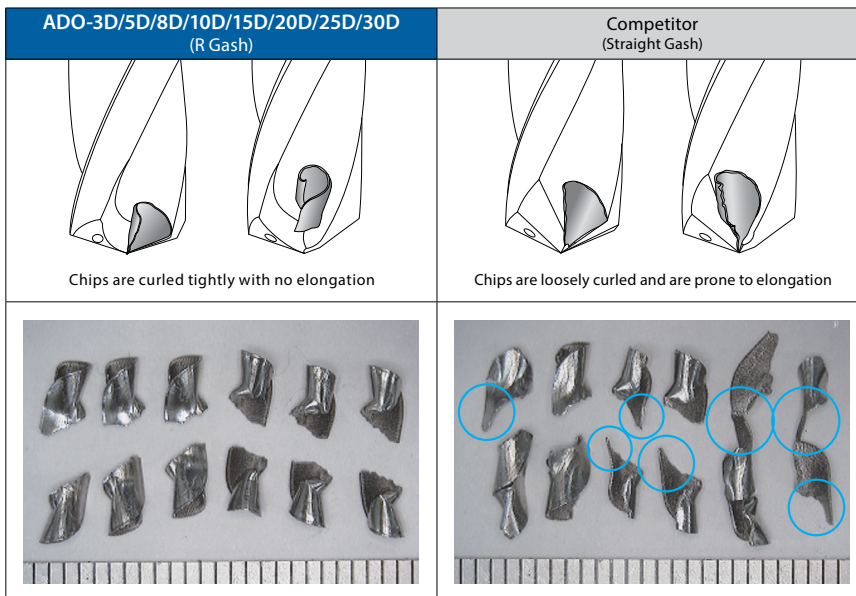 ADO-3D/5D/8D/10D/15D/20D/25D/30D
(R Gash)
Competitor
(Straight Gash)
Chips are curled tightly with no elongation
Chips are loosely curled and are prone to elongation